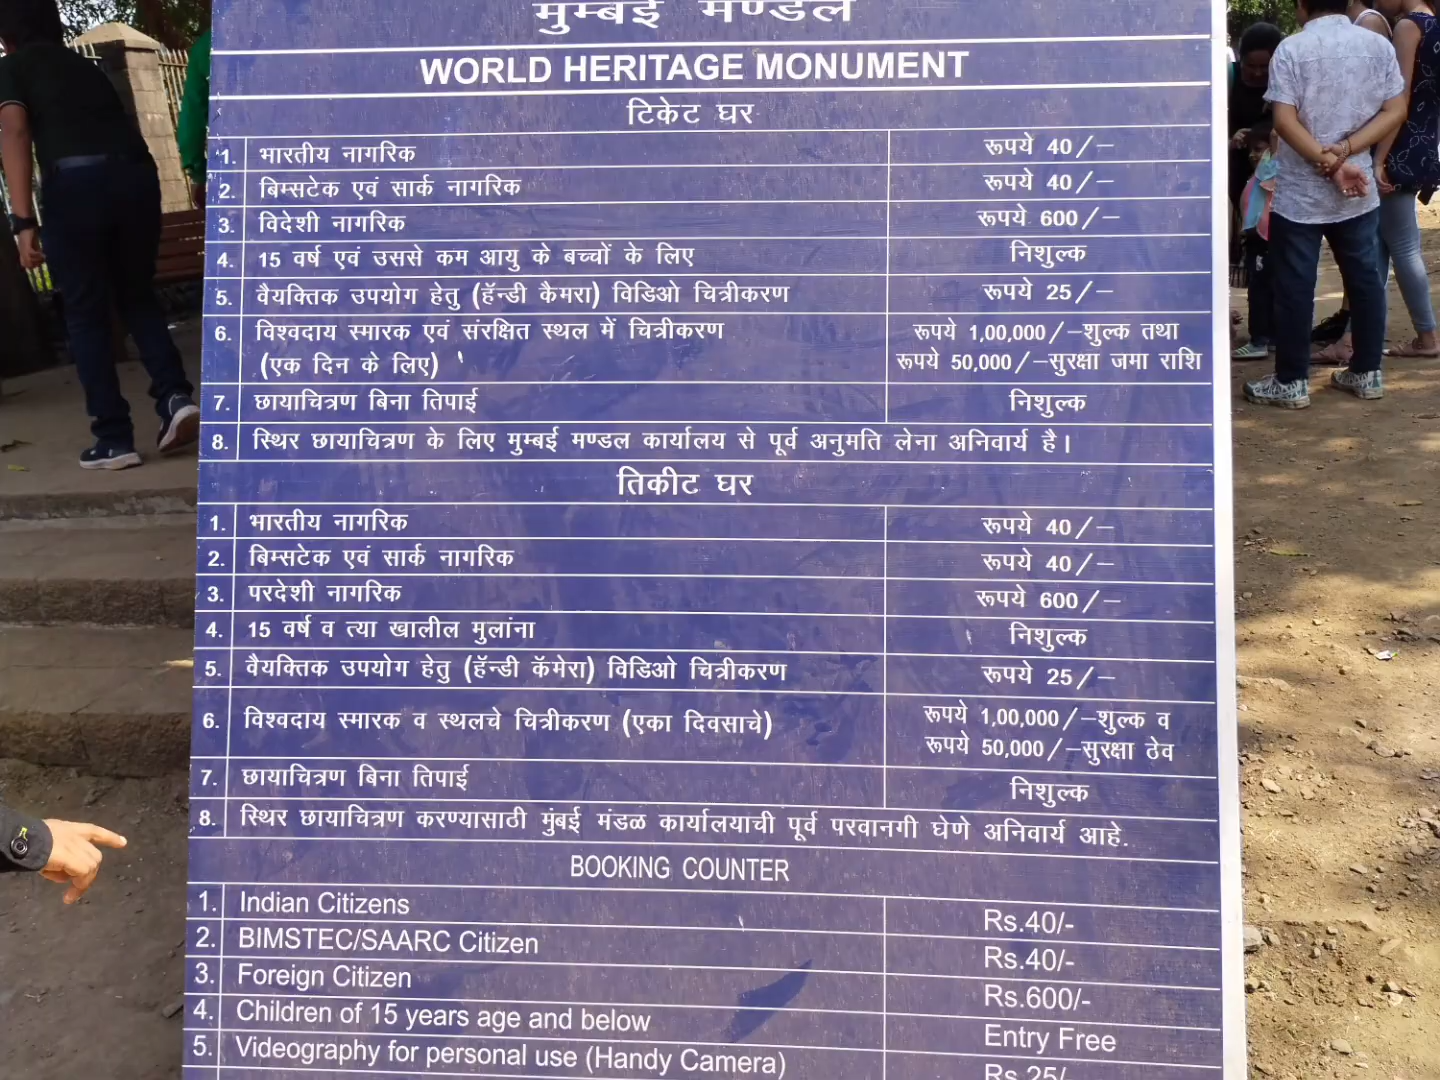 मुम्बई मण्डल
WORLD HERITAGE MONUMENT
टिकेट घर
1. भारतीय नागरिक रूपये 40/–
2. बिम्सटेक एवं सार्क नागरिक रूपये 40/–
3. विदेशी नागरिक रूपये 600/–
4. 15 वर्ष एवं उससे कम आयु के बच्चों के लिए निशुल्क
5. वैयक्तिक उपयोग हेतु (हॅन्डी कैमरा) विडिओ चित्रीकरण रूपये 25/–
6. विश्वदाय स्मारक एवं संरक्षित स्थल में चित्रीकरण रूपये 1,00,000/–शुल्क तथा
(एक दिन के लिए) रूपये 50,000/–सुरक्षा जमा राशि
7. छायाचित्रण बिना तिपाई निशुल्क
8. स्थिर छायाचित्रण के लिए मुम्बई मण्डल कार्यालय से पूर्व अनुमति लेना अनिवार्य है।
तिकीट घर
1. भारतीय नागरिक रूपये 40/–
2. बिम्सटेक एवं सार्क नागरिक रूपये 40/–
3. परदेशी नागरिक रूपये 600/–
4. 15 वर्ष व त्या खालील मुलांना निशुल्क
5. वैयक्तिक उपयोग हेतु (हॅन्डी कॅमेरा) विडिओ चित्रीकरण रूपये 25/–
6. विश्वदाय स्मारक व स्थलचे चित्रीकरण (एका दिवसाचे) रूपये 1,00,000/–शुल्क व
रूपये 50,000/–सुरक्षा ठेव
7. छायाचित्रण बिना तिपाई निशुल्क
8. स्थिर छायाचित्रण करण्यासाठी मुंबई मंडळ कार्यालयाची पूर्व परवानगी घेणे अनिवार्य आहे.
BOOKING COUNTER
1. Indian Citizens Rs.40/-
2. BIMSTEC/SAARC Citizen Rs.40/-
3. Foreign Citizen Rs.600/-
4. Children of 15 years age and below Entry Free
5. Videography for personal use (Handy Camera) Rs.25/-